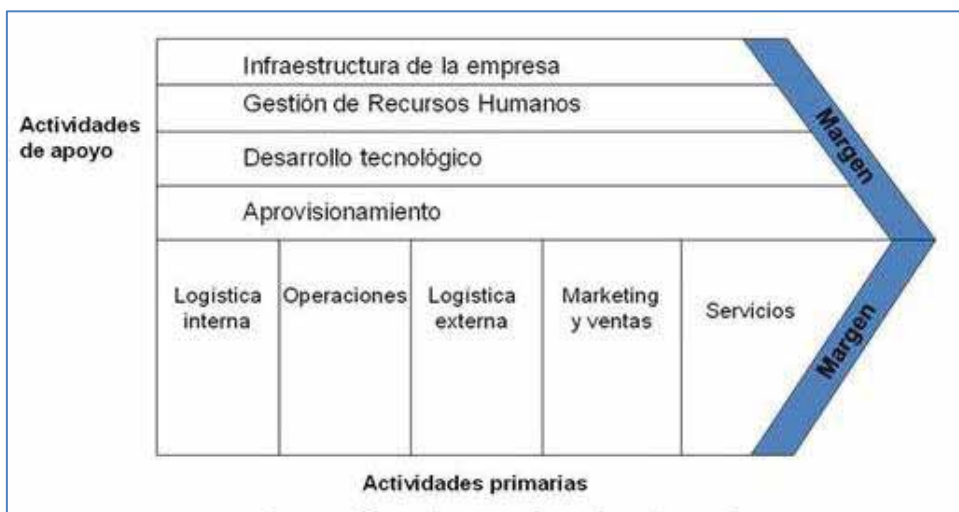 Infraestructura de la empresa
Gestión de Recursos Humanos
Actividades
de apoyo
Desarrollo tecnológico
Aprovisionamiento
Margen
Logística
interna
Operaciones
Logística
externa
Marketing
y ventas
Servicios
Margen
Actividades primarias